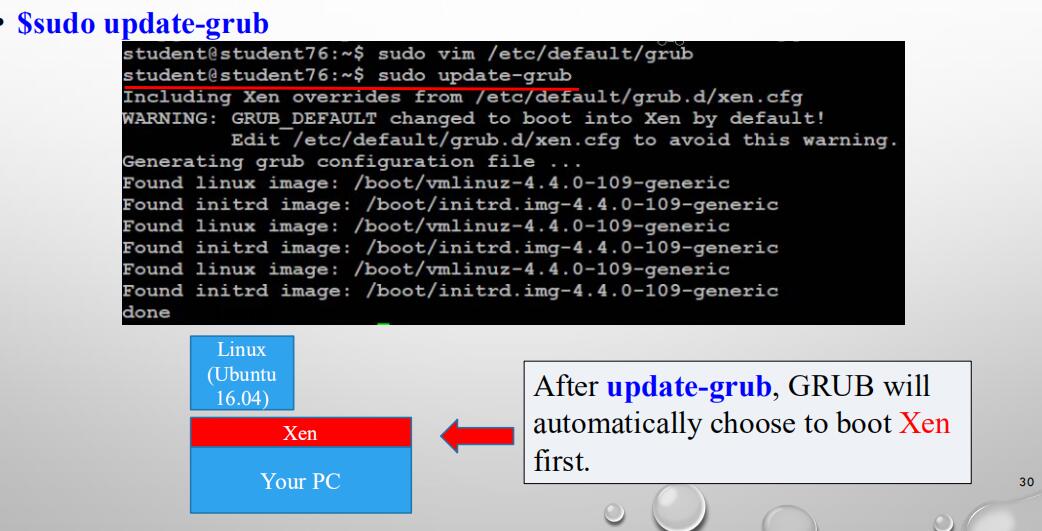 • $sudo update-grub
student@student76:~$ sudo vim /etc/default/grub
student@student76:~$ sudo update-grub
Including Xen overrides from /etc/default/grub.d/xen.cfg
WARNING: GRUB_DEFAULT changed to boot into Xen by default!
         Edit /etc/default/grub.d/xen.cfg to avoid this warning.
Generating grub configuration file ...
Found linux image: /boot/vmlinuz-4.4.0-109-generic
Found initrd image: /boot/initrd.img-4.4.0-109-generic
Found linux image: /boot/vmlinuz-4.4.0-109-generic
Found initrd image: /boot/initrd.img-4.4.0-109-generic
Found linux image: /boot/vmlinuz-4.4.0-109-generic
Found initrd image: /boot/initrd.img-4.4.0-109-generic
done
Linux
(Ubuntu
16.04)
Xen
Your PC
After update-grub, GRUB will
automatically choose to boot Xen
first.
30